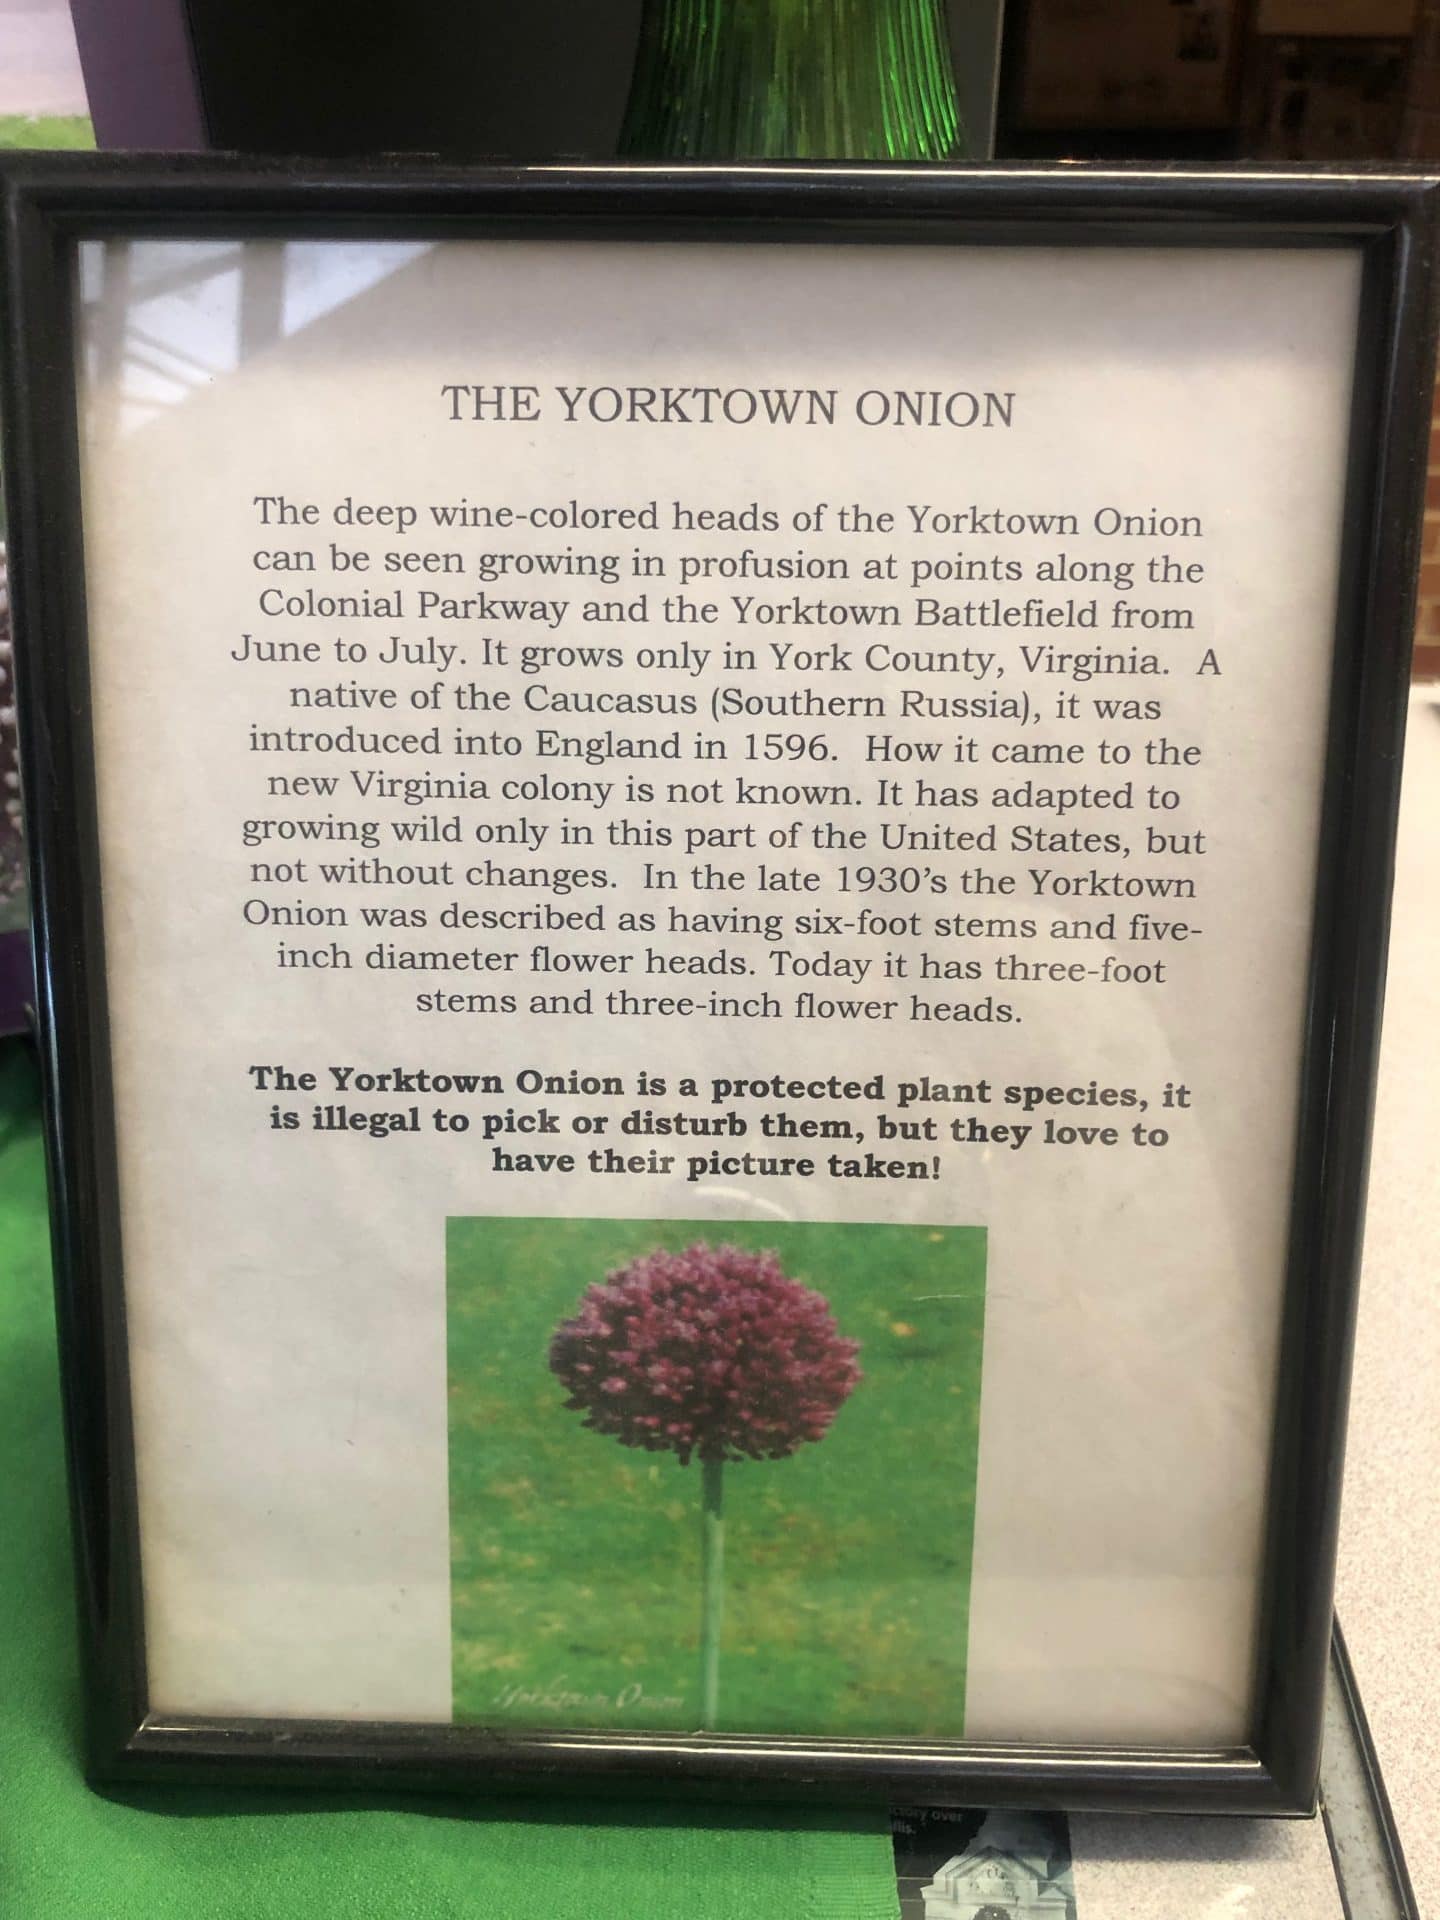 THE YORKTOWN ONION
The deep wine-colored heads of the Yorktown Onion
can be seen growing in profusion at points along the
Colonial Parkway and the Yorktown Battlefield from
June to July. It grows only in York County, Virginia.  A
native of the Caucasus (Southern Russia), it was
introduced into England in 1596.  How it came to the
new Virginia colony is not known. It has adapted to
growing wild only in this part of the United States, but
not without changes.  In the late 1930’s the Yorktown
Onion was described as having six-foot stems and five-
inch diameter flower heads. Today it has three-foot
stems and three-inch flower heads.
The Yorktown Onion is a protected plant species, it
is illegal to pick or disturb them, but they love to
have their picture taken!
Yorktown Onion
over